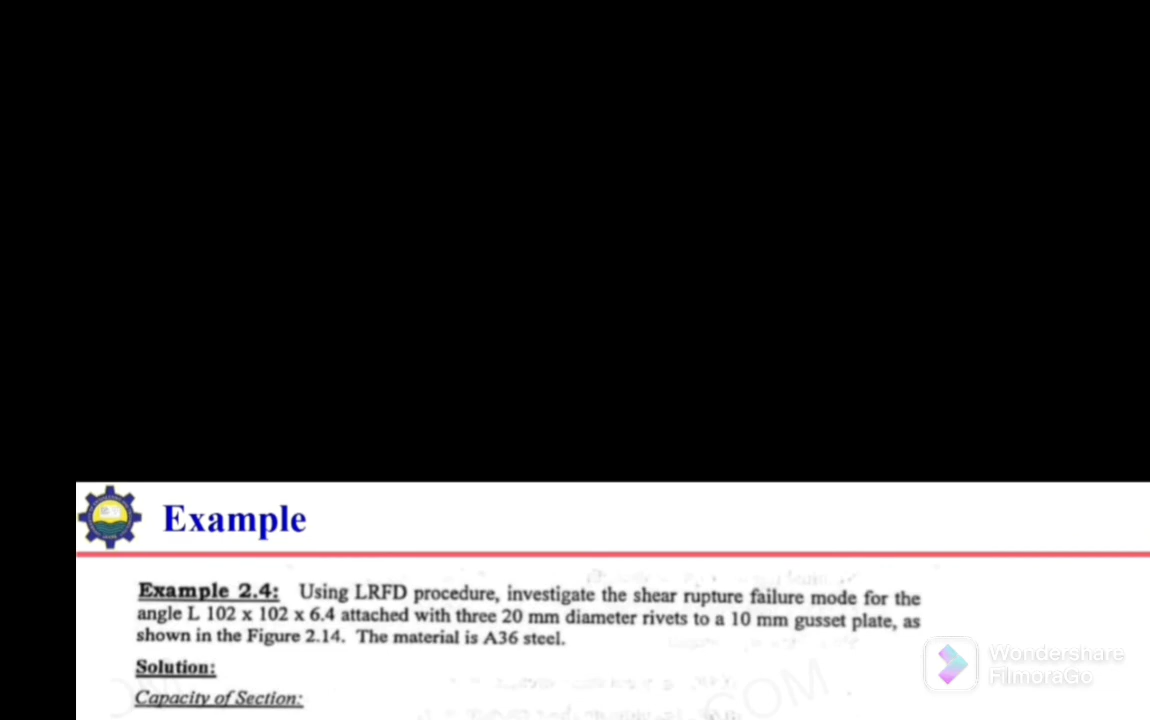 Example
Example 2.4: Using LRFD procedure, investigate the shear rupture failure mode for the
angle L 102 x 102 x 6.4 attached with three 20 mm diameter rivets to a 10 mm gusset plate, as
shown in the Figure 2.14. The material is A36 steel.
Wondershare
FilmoraGo
Solution:
Capacity of Section:
COM